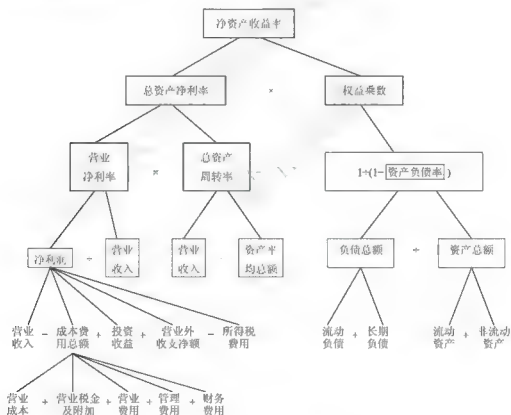 净资产收益率
总资产净利率 × 权益乘数
营业 总资产
净利率 × 周转率 1÷(1-资产负债率)
净利润 ÷ 营业收入 营业收入 资产平均总额 负债总额 ÷ 资产总额
营业收入 - 成本费用总额 + 投资收益 + 营业外收支净额 - 所得税费用
流动负债 + 长期负债 流动资产 + 非流动资产
营业成本 + 营业税金及附加 + 营业费用 + 管理费用 + 财务费用